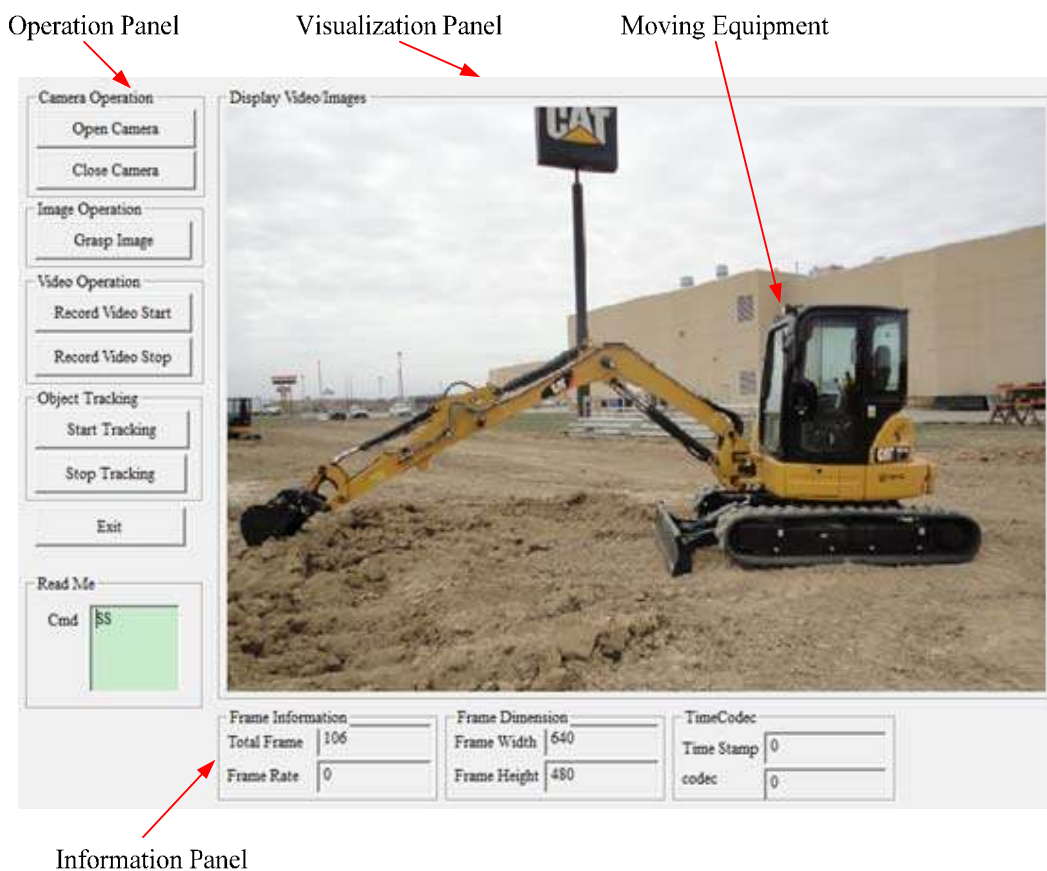 Operation Panel
Visualization Panel
Moving Equipment
Camera Operation
Open Camera
Close Camera
Image Operation
Grasp Image
Video Operation
Record Video Start
Record Video Stop
Object Tracking
Start Tracking
Stop Tracking
Exit
Read Me
Cmd SS
Display Video/Images
CAT
CAT
Frame Information
Total Frame 106
Frame Rate 0
Frame Dimension
Frame Width 640
Frame Height 480
TimeCodec
Time Stamp 0
codec 0
Information Panel